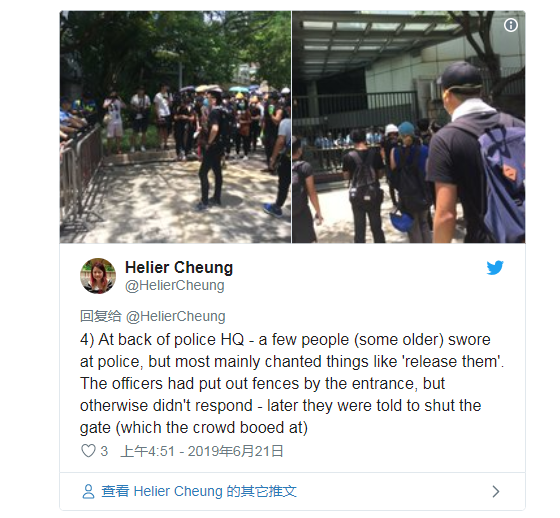 Helier Cheung
@HelierCheung
回复给 @HelierCheung
4) At back of police HQ - a few people (some older) swore
at police, but most mainly chanted things like 'release them'.
The officers had put out fences by the entrance, but
otherwise didn't respond - later they were told to shut the
gate (which the crowd booed at)
3 上午4:51 - 2019年6月21日
查看 Helier Cheung 的其它推文